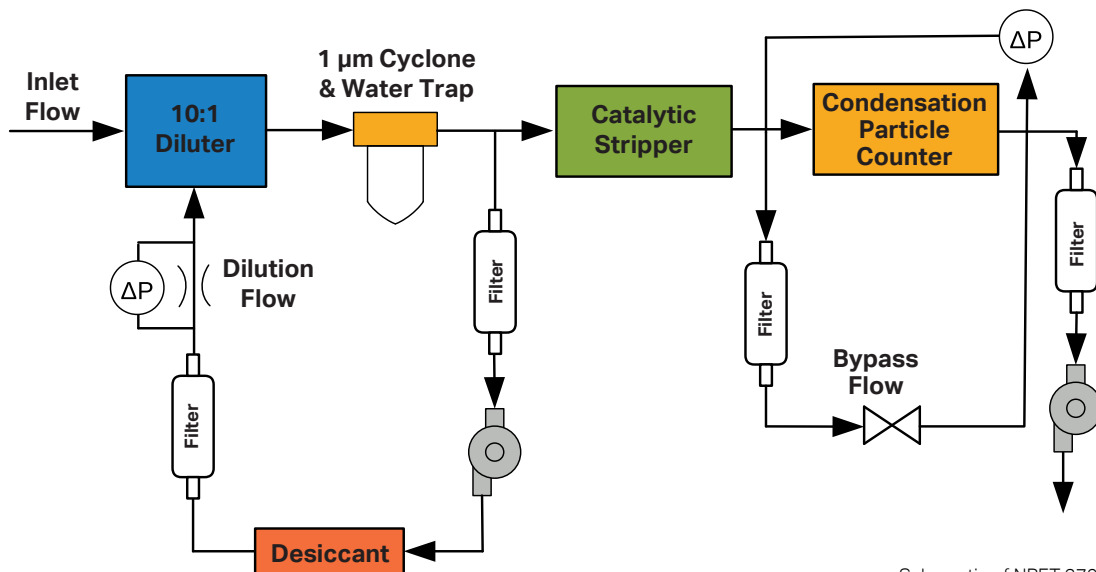 Inlet
Flow
10:1
Diluter
1 µm Cyclone
& Water Trap
Catalytic
Stripper
Condensation
Particle
Counter
ΔP
ΔP
Dilution
Flow
Filter
Filter
Filter
Filter
Bypass
Flow
Desiccant